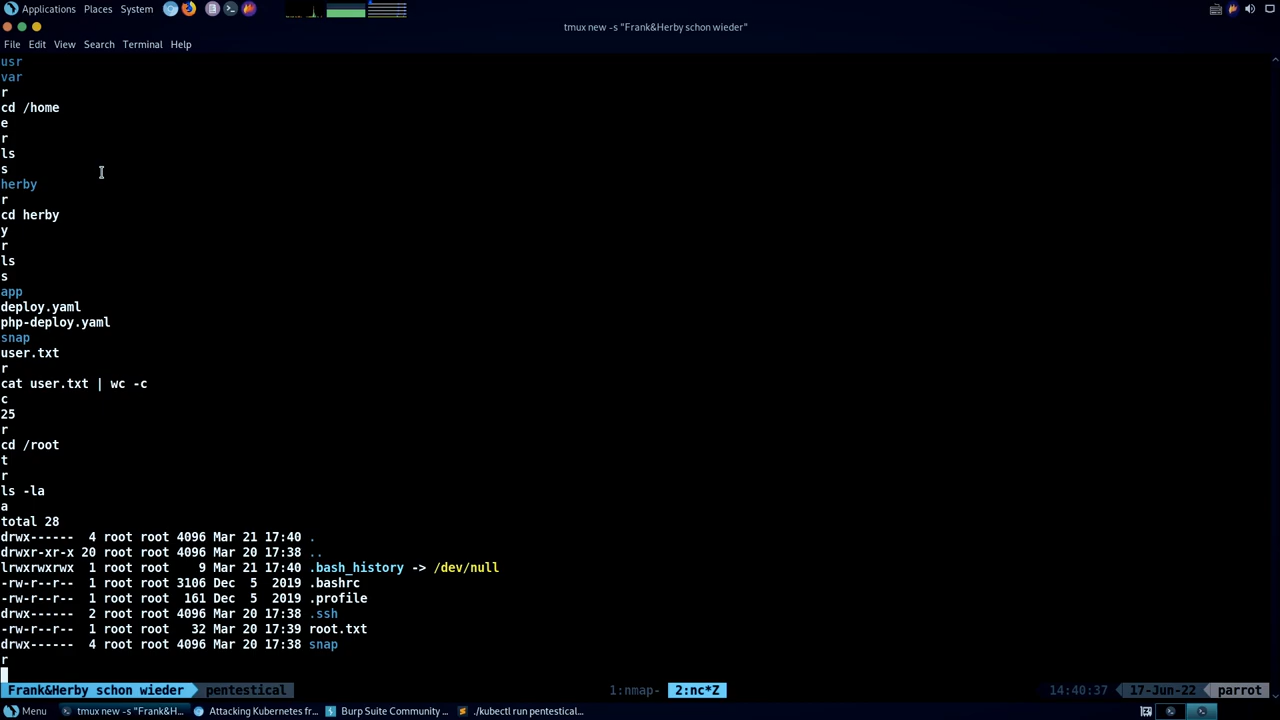 Applications Places System
tmux new -s "Frank&Herby schon wieder"
File Edit View Search Terminal Help
usr
var
r
cd /home
e
r
ls
s
herby
r
cd herby
y
r
ls
s
app
deploy.yaml
php-deploy.yaml
snap
user.txt
r
cat user.txt | wc -c
c
25
r
cd /root
t
r
ls -la
a
total 28
drwx------  4 root root 4096 Mar 21 17:40 .
drwxr-xr-x 20 root root 4096 Mar 20 17:38 ..
lrwxrwxrwx  1 root root    9 Mar 21 17:40 .bash_history -> /dev/null
-rw-r--r--  1 root root 3106 Dec  5  2019 .bashrc
-rw-r--r--  1 root root  161 Dec  5  2019 .profile
drwx------  2 root root 4096 Mar 20 17:38 .ssh
-rw-r--r--  1 root root   32 Mar 20 17:39 root.txt
drwx------  4 root root 4096 Mar 20 17:38 snap
r
Frank&Herby schon wieder pentestical 1:nmap- 2:nc*Z 14:40:37 17-Jun-22 parrot
Menu tmux new -s "Frank&H... Attacking Kubernetes fr... Burp Suite Community ... ./kubectl run pentestical...